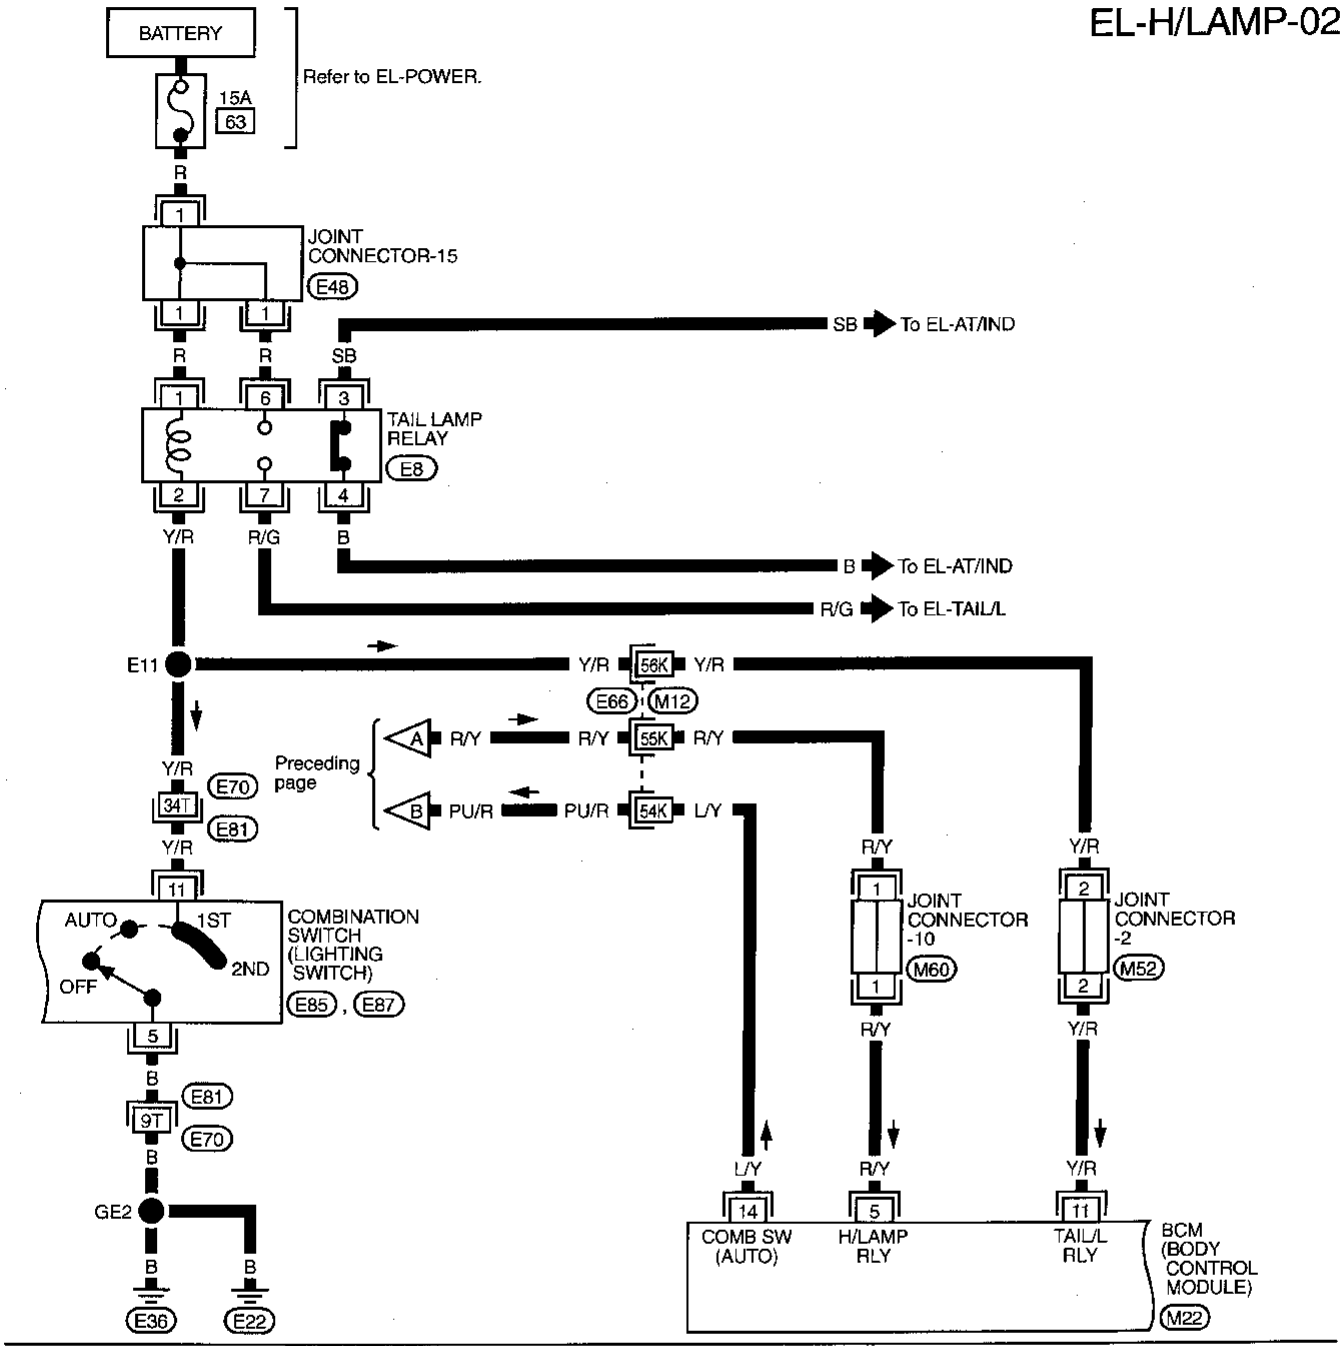 EL-H/LAMP-02
BATTERY
Refer to EL-POWER.
15A
63
R
1
JOINT
CONNECTOR-15
E48
1 1
SB To EL-AT/IND
R R SB
1 6 3
TAIL LAMP
RELAY
E8
2 7 4
Y/R R/G B
B To EL-AT/IND
R/G To EL-TAIL/L
E11 Y/R 56K Y/R
E66 M12
Preceding
page
A R/Y R/Y 55K R/Y
B PU/R PU/R 54K L/Y
Y/R
E70
34T
E81
Y/R
11
AUTO 1ST
2ND
OFF
COMBINATION
SWITCH
(LIGHTING
SWITCH)
E85 , E87
5
B
E81
9T
E70
B
GE2
B B
E36 E22
R/Y Y/R
1 2
JOINT
CONNECTOR
-10
M60
JOINT
CONNECTOR
-2
M52
1 2
R/Y Y/R
L/Y R/Y Y/R
14 5 11
COMB SW
(AUTO)
H/LAMP
RLY
TAIL/L
RLY
BCM
(BODY
CONTROL
MODULE)
M22